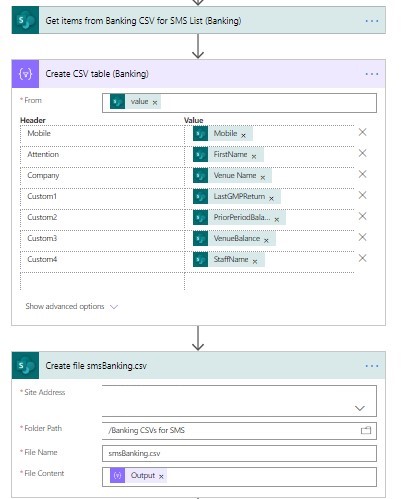 Get items from Banking CSV for SMS List (Banking)
Create CSV table (Banking)
* From value ×
Header Value
Mobile Mobile ×
Attention FirstName ×
Company Venue Name ×
Custom1 LastGMPReturn ×
Custom2 PriorPeriodBala... ×
Custom3 VenueBalance ×
Custom4 StaffName ×
Show advanced options
Create file smsBanking.csv
* Site Address
* Folder Path /Banking CSVs for SMS
* File Name smsBanking.csv
* File Content Output ×